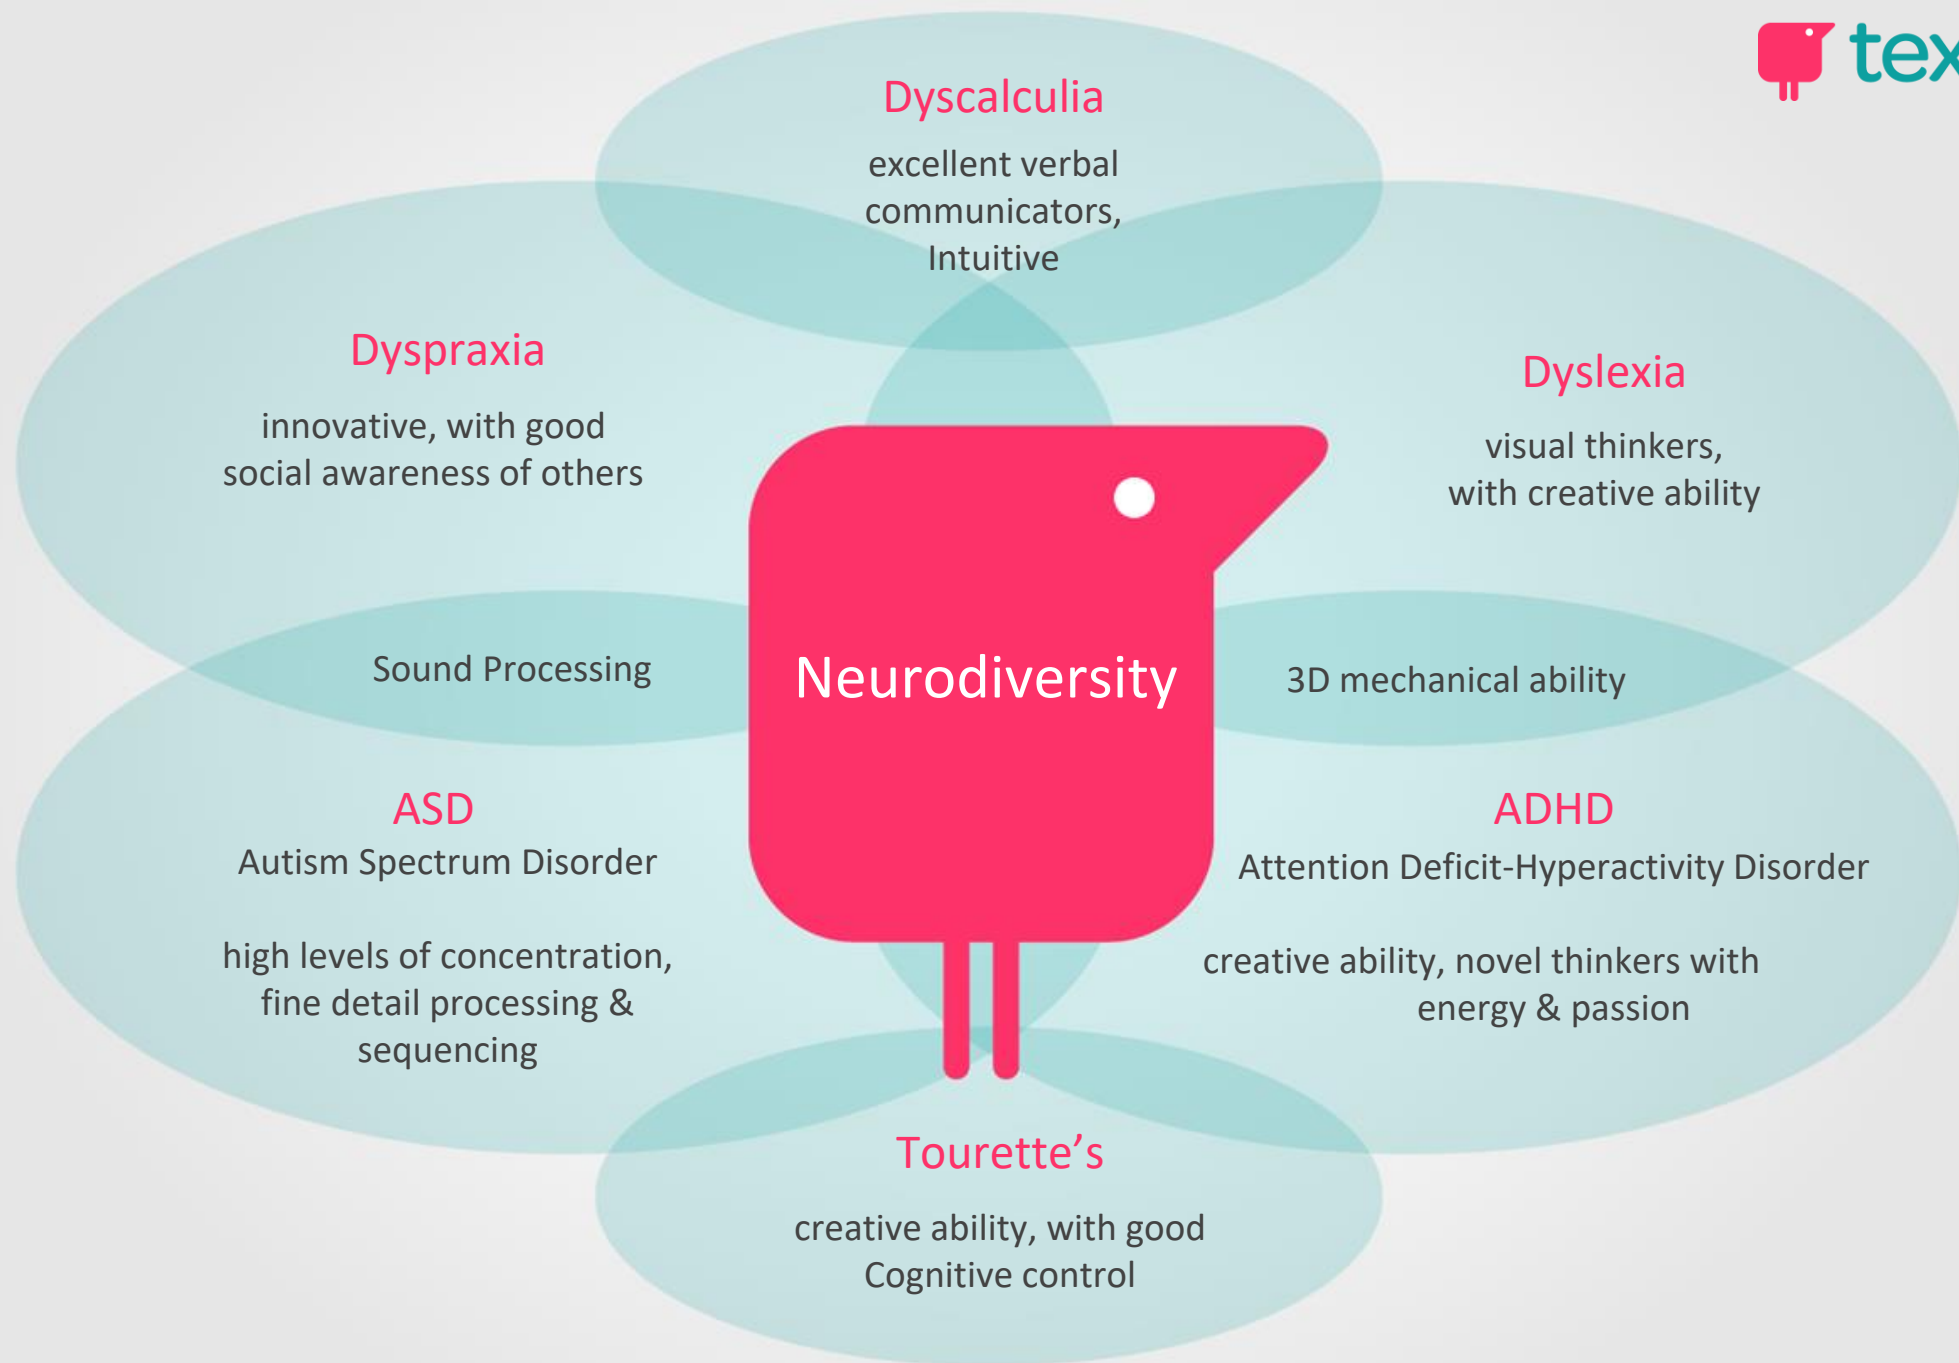 tex
Dyscalculia
excellent verbal
communicators,
Intuitive
Dyspraxia
innovative, with good
social awareness of others
Dyslexia
visual thinkers,
with creative ability
Sound Processing
Neurodiversity
3D mechanical ability
ASD
Autism Spectrum Disorder
high levels of concentration,
fine detail processing &
sequencing
ADHD
Attention Deficit-Hyperactivity Disorder
creative ability, novel thinkers with
energy & passion
Tourette’s
creative ability, with good
Cognitive control